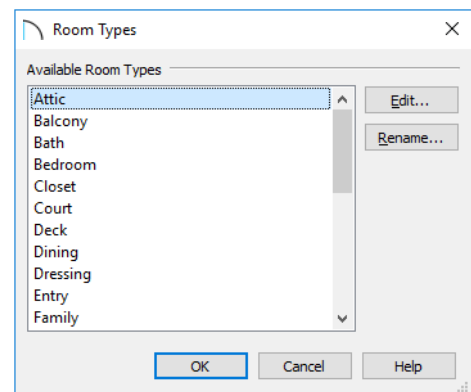 Room Types
Available Room Types
Attic
Balcony
Bath
Bedroom
Closet
Court
Deck
Dining
Dressing
Entry
Family
Edit...
Rename...
OK
Cancel
Help